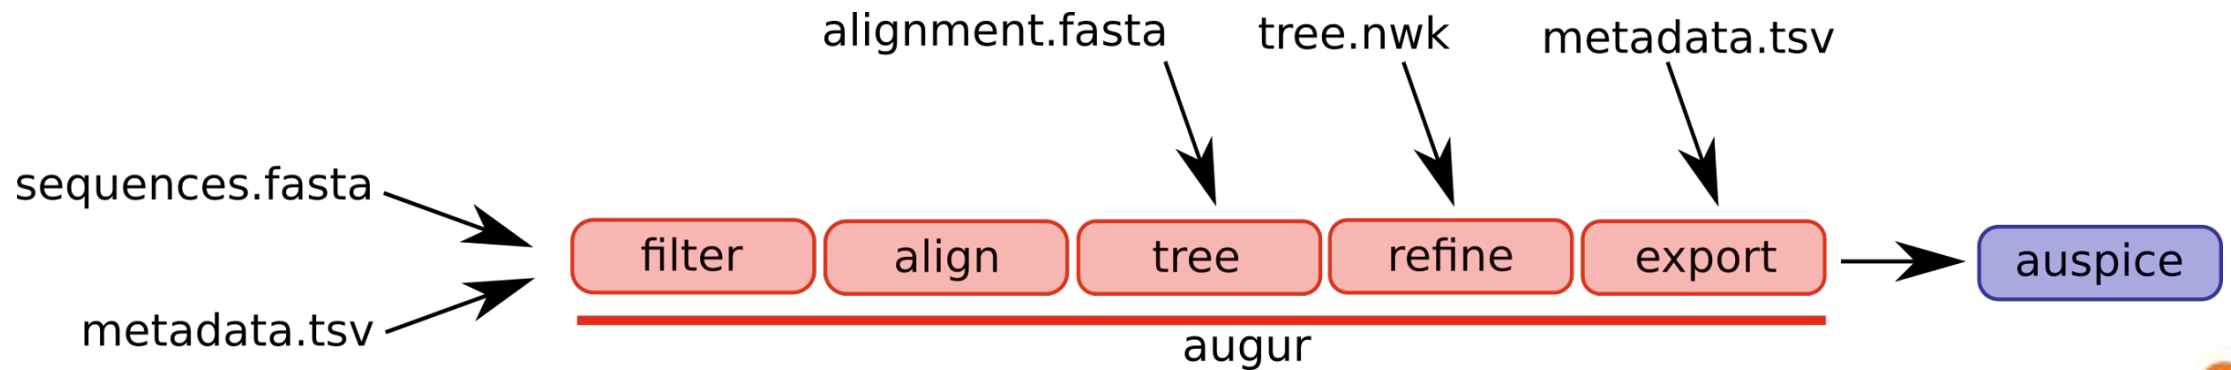 alignment.fasta
tree.nwk
metadata.tsv
sequences.fasta
metadata.tsv
filter
align
tree
refine
export
auspice
augur